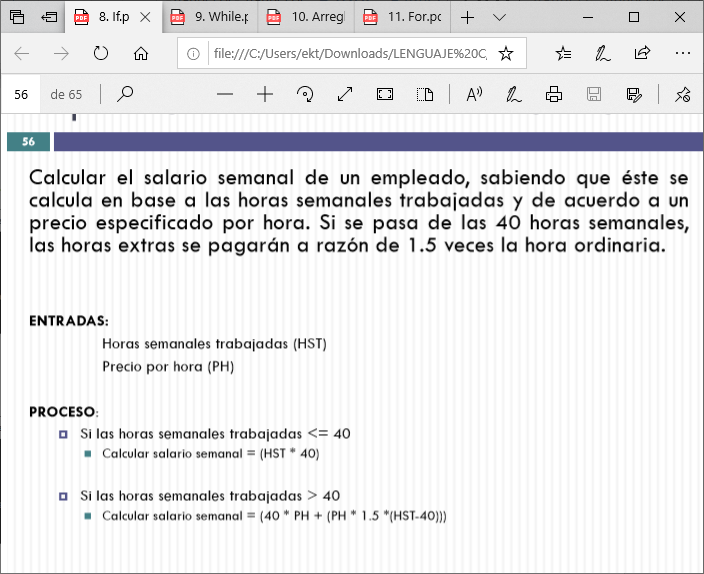 8. If.p
9. While.p
10. Arregl
11. For.pc
file:///C:/Users/ekt/Downloads/LENGUAJE%20C,
56 de 65
56
Calcular el salario semanal de un empleado, sabiendo que éste se
calcula en base a las horas semanales trabajadas y de acuerdo a un
precio especificado por hora. Si se pasa de las 40 horas semanales,
las horas extras se pagarán a razón de 1.5 veces la hora ordinaria.
ENTRADAS:
Horas semanales trabajadas (HST)
Precio por hora (PH)
PROCESO:
Si las horas semanales trabajadas <= 40
Calcular salario semanal = (HST * 40)
Si las horas semanales trabajadas > 40
Calcular salario semanal = (40 * PH + (PH * 1.5 *(HST-40)))